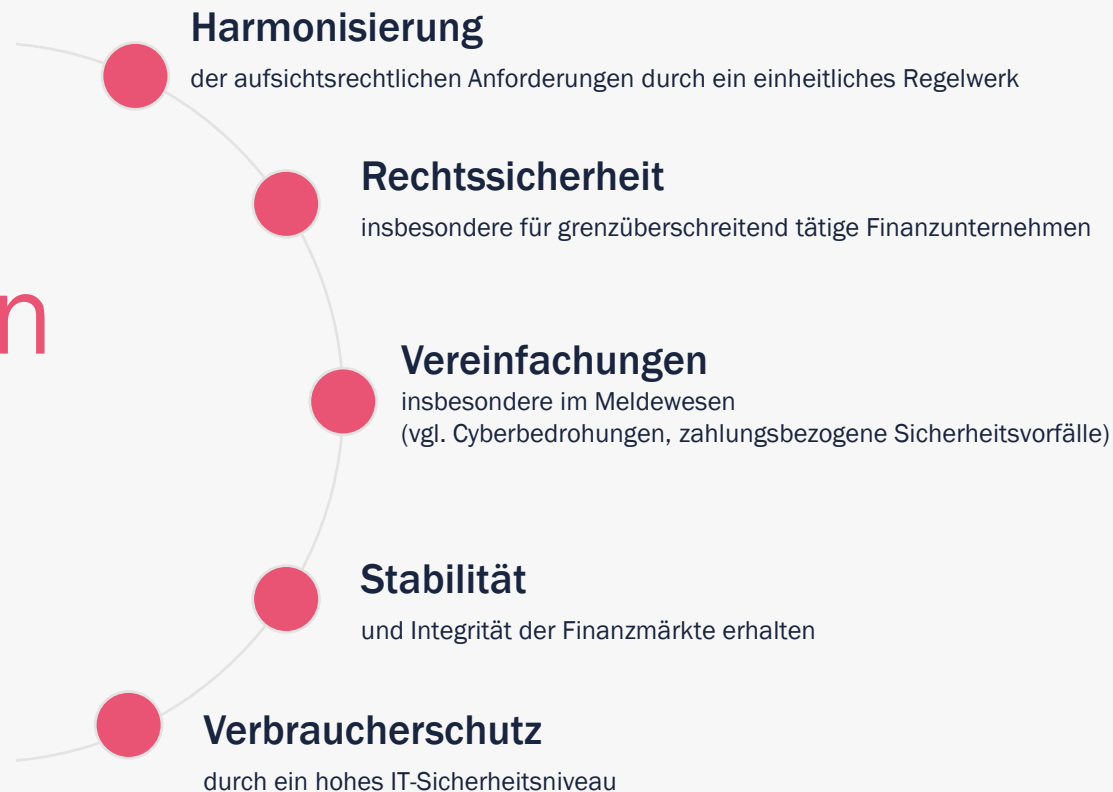 Harmonisierung
der aufsichtsrechtlichen Anforderungen durch ein einheitliches Regelwerk
Rechtssicherheit
insbesondere für grenzüberschreitend tätige Finanzunternehmen
n
Vereinfachungen
insbesondere im Meldewesen
(vgl. Cyberbedrohungen, zahlungsbezogene Sicherheitsvorfälle)
Stabilität
und Integrität der Finanzmärkte erhalten
Verbraucherschutz
durch ein hohes IT-Sicherheitsniveau